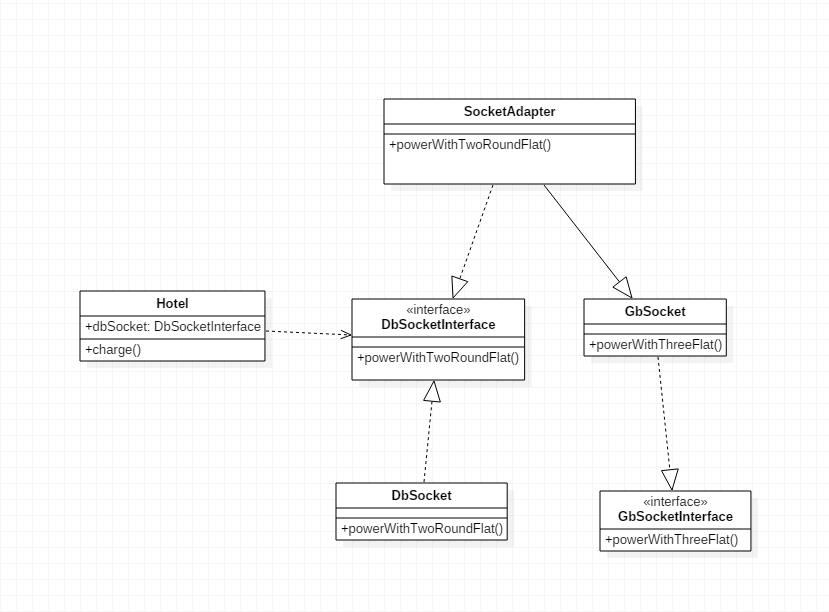 SocketAdapter
+powerWithTwoRoundFlat()
Hotel
+dbSocket: DbSocketInterface
+charge()
«interface»
DbSocketInterface
+powerWithTwoRoundFlat()
GbSocket
+powerWithThreeFlat()
DbSocket
+powerWithTwoRoundFlat()
«interface»
GbSocketInterface
+powerWithThreeFlat()